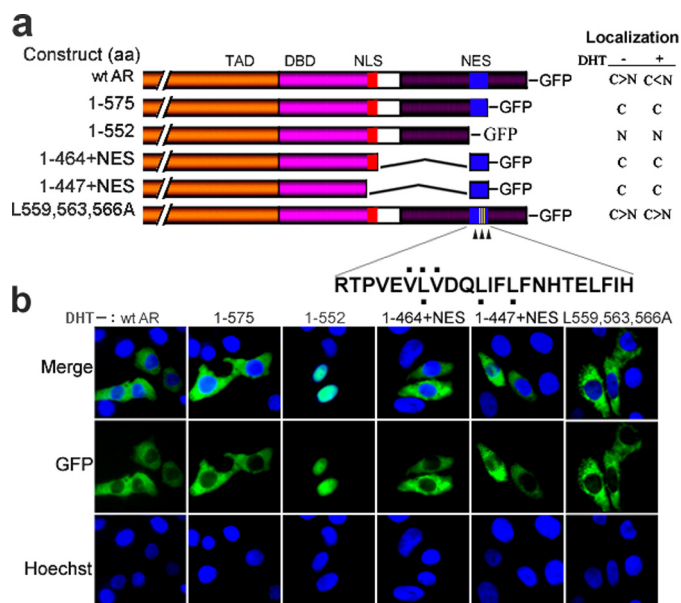 a
Localization
Construct (aa) TAD DBD NLS NES DHT - +
wt AR GFP C>N C<N
1-575 GFP C C
1-552 GFP N N
1-464+NES GFP C C
1-447+NES GFP C C
L559,563,566A GFP C>N C>N
RTPVEVLVDQLIFLFNHTELFIH
b
DHT-: wt AR 1-575 1-552 1-464+NES 1-447+NES L559,563,566A
Merge
GFP
Hoechst